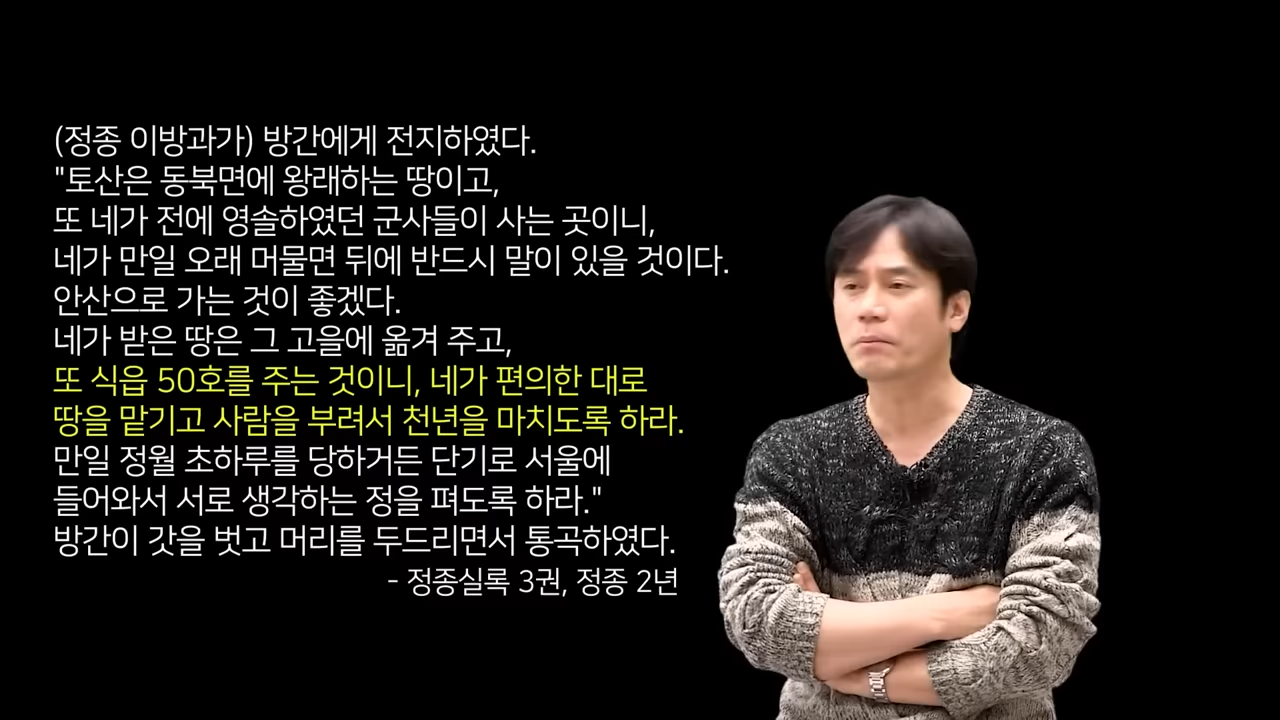 (정종 이방과가) 방간에게 전지하였다.
"토산은 동북면에 왕래하는 땅이고,
또 네가 전에 영솔하였던 군사들이 사는 곳이니,
네가 만일 오래 머물면 뒤에 반드시 말이 있을 것이다.
안산으로 가는 것이 좋겠다.
네가 받은 땅은 그 고을에 옮겨 주고,
또 식읍 50호를 주는 것이니, 네가 편의한 대로
땅을 맡기고 사람을 부려서 천년을 마치도록 하라.
만일 정월 초하루를 당하거든 단기로 서울에
들어와서 서로 생각하는 정을 펴도록 하라."
방간이 갓을 벗고 머리를 두드리면서 통곡하였다.
- 정종실록 3권, 정종 2년